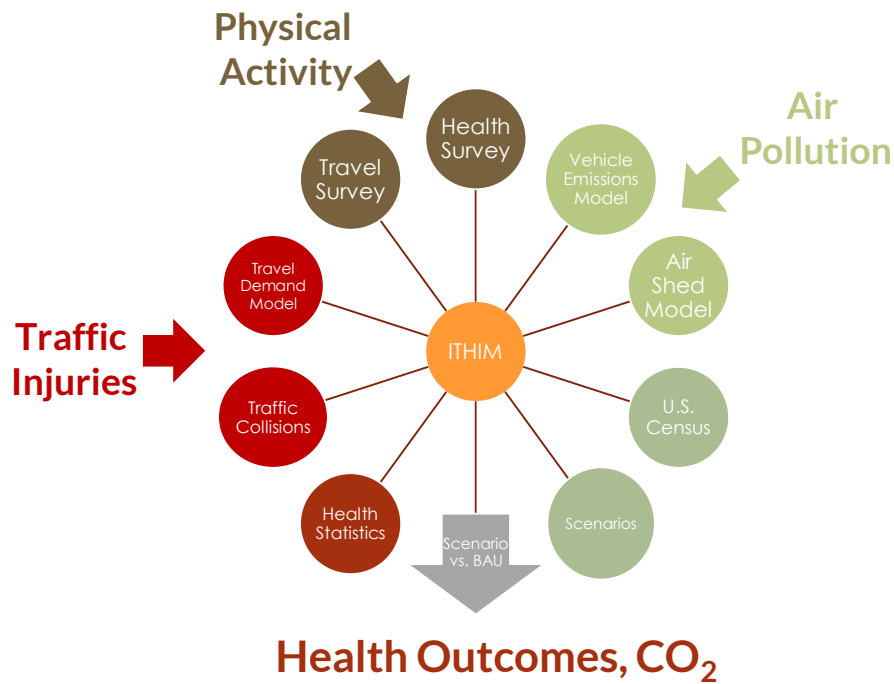 Physical
Activity
Air
Pollution
Health
Survey
Vehicle
Emissions
Model
Travel
Survey
Travel
Demand
Model
Air
Shed
Model
Traffic
Injuries
ITHIM
Traffic
Collisions
U.S.
Census
Health
Statistics
Scenario
vs. BAU
Scenarios
Health Outcomes, CO₂